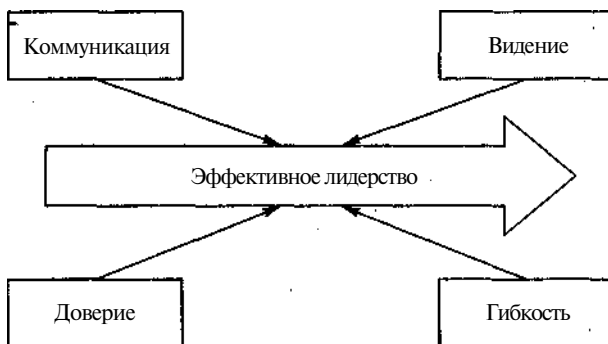 Коммуникация
Видение
Эффективное лидерство
Доверие
Гибкость